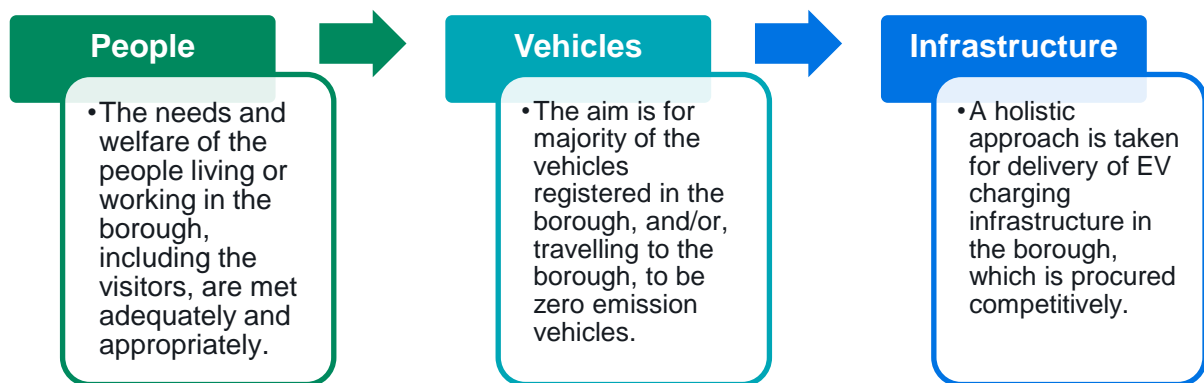 People
•The needs and
welfare of the
people living or
working in the
borough,
including the
visitors, are met
adequately and
appropriately.
Vehicles
•The aim is for
majority of the
vehicles
registered in the
borough, and/or,
travelling to the
borough, to be
zero emission
vehicles.
Infrastructure
•A holistic
approach is taken
for delivery of EV
charging
infrastructure in
the borough,
which is procured
competitively.